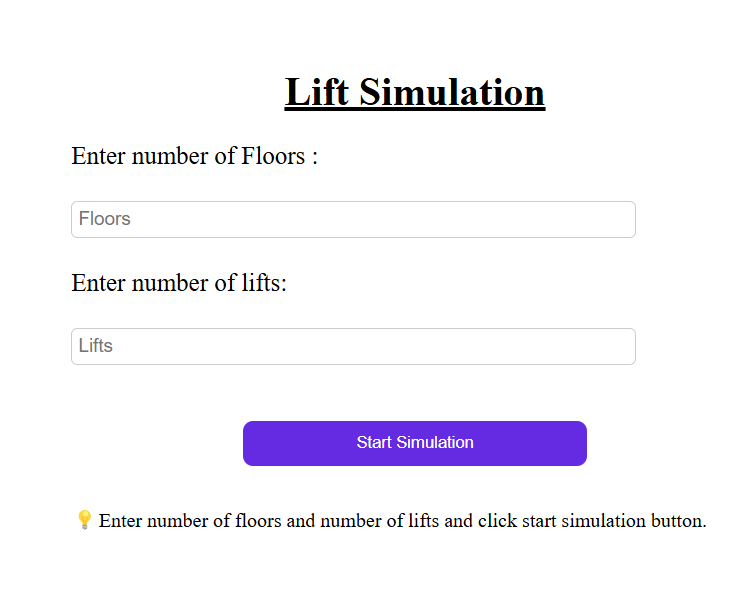 Lift Simulation
Enter number of Floors :
Floors
Enter number of lifts:
Lifts
Start Simulation
💡 Enter number of floors and number of lifts and click start simulation button.